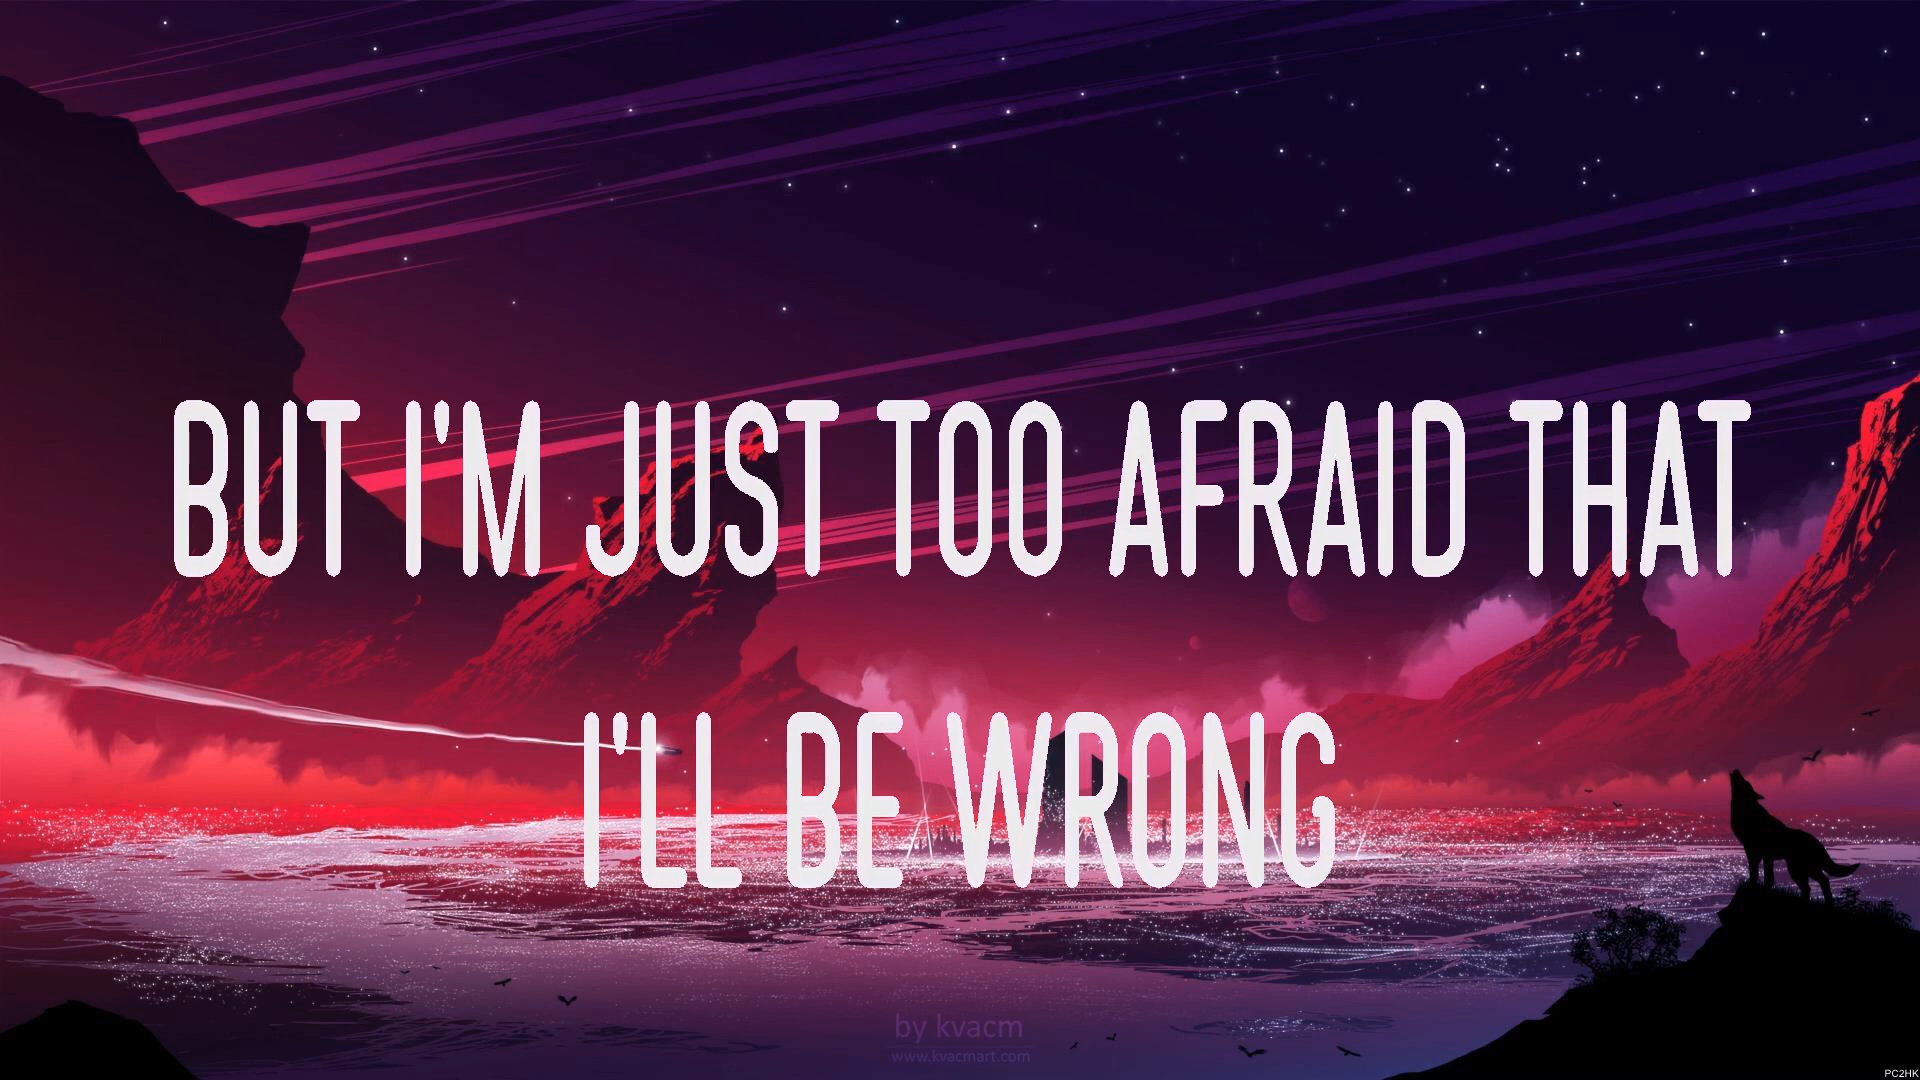 BUT I'M JUST TOO AFRAID THAT
I'LL BE WRONG
by kvacm
www.kvacmart.com
PC2HK